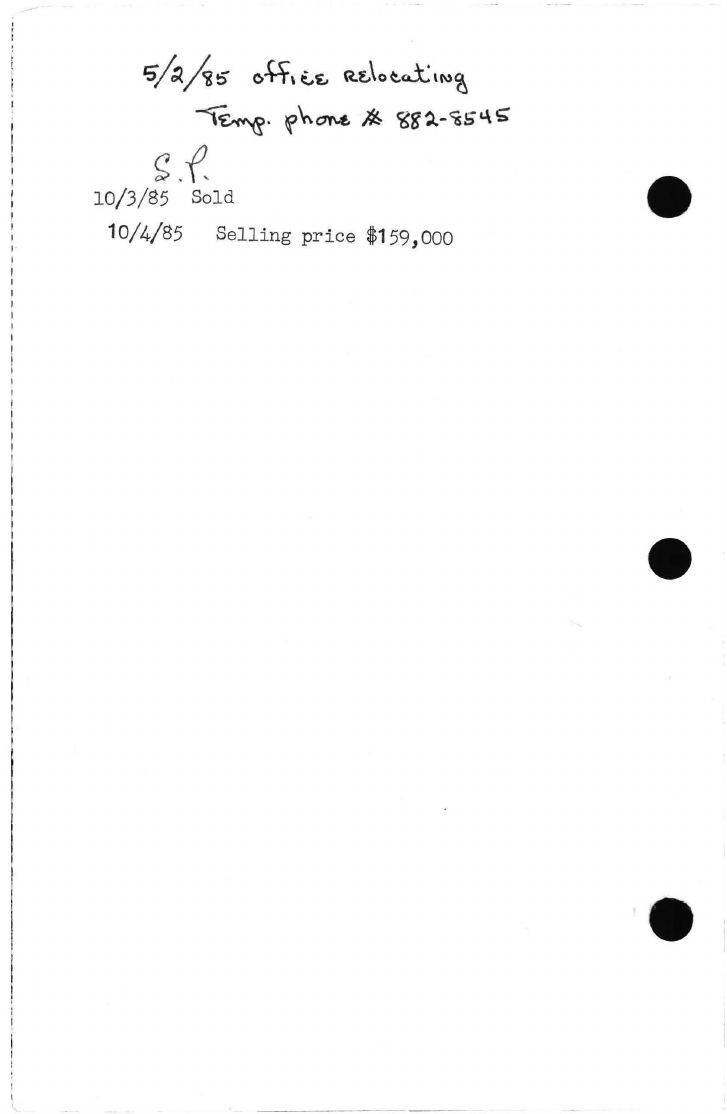 5/2/85 office Relocating
Temp. phone # 882-8545
S.P.
10/3/85 Sold
10/4/85 Selling price $159,000